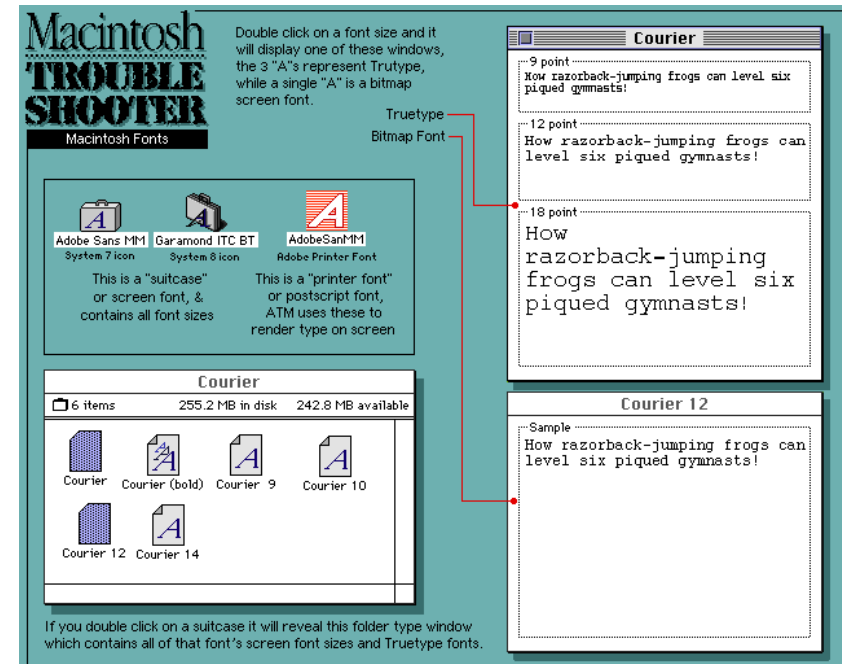 Macintosh
TROUBLE
SHOOTER
Macintosh Fonts
Double click on a font size and it
will display one of these windows,
the 3 "A"s represent Trutype,
while a single "A" is a bitmap
screen font.
Truetype
Bitmap Font
Courier
9 point
How razorback-jumping frogs can level six
piqued gymnasts!
12 point
How razorback-jumping frogs can
level six piqued gymnasts!
18 point
How
razorback-jumping
frogs can level six
piqued gymnasts!
A
Adobe Sans MM
System 7 icon
A
Garamond ITC BT
System 8 icon
A
AdobeSanMM
Adobe Printer Font
This is a "suitcase"
or screen font, &
contains all font sizes
This is a "printer font"
or postscript font,
ATM uses these to
render type on screen
Courier
6 items 255.2 MB in disk 242.8 MB available
Courier
AAA
Courier (bold)
A
Courier 9
A
Courier 10
Courier 12
A
Courier 14
Courier 12
Sample
How razorback-jumping frogs can
level six piqued gymnasts!
If you double click on a suitcase it will reveal this folder type window
which contains all of that font's screen font sizes and Truetype fonts.